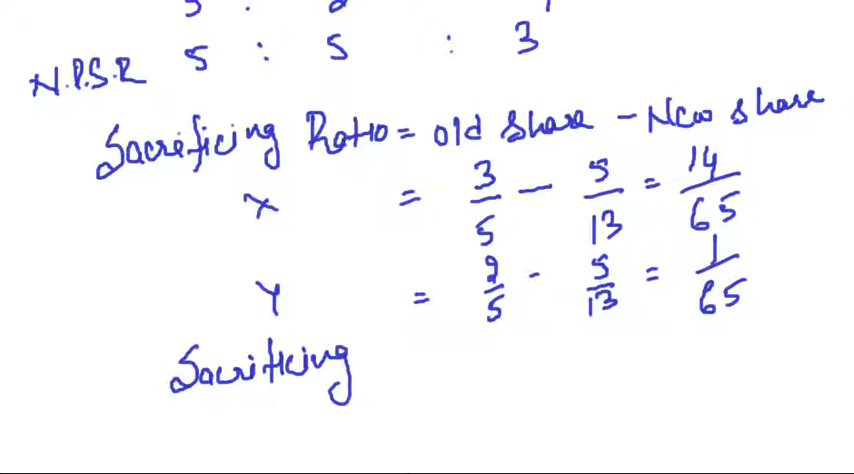 N.P.S.R 5 : 5 : 3
Sacrificing Ratio = old share - New share
X = 3/5 - 5/13 = 14/65
Y = 2/5 - 5/13 = 1/65
Sacrificing